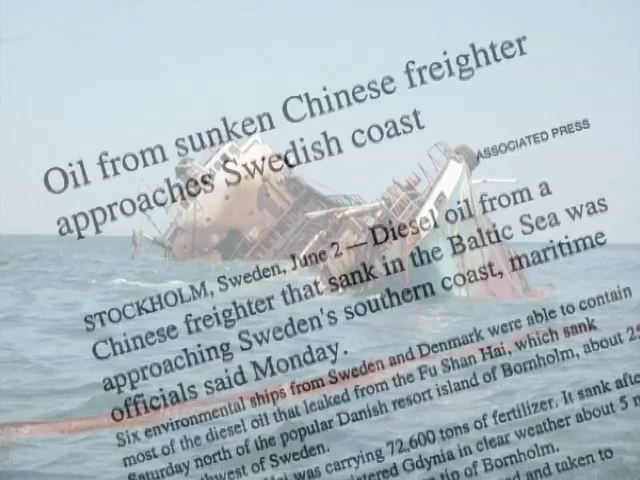 Oil from sunken Chinese freighter
approaches Swedish coast
ASSOCIATED PRESS
STOCKHOLM, Sweden, June 2 — Diesel oil from a
Chinese freighter that sank in the Baltic Sea was
approaching Sweden's southern coast, maritime
officials said Monday.
Six environmental ships from Sweden and Denmark were able to contain
most of the diesel oil that leaked from the Fu Shan Hai, which sank
Saturday north of the popular Danish resort island of Bornholm, about
of Sweden.
was carrying 72,600 tons of fertilizer. It sank after
Gdynia in clear weather about 5
tip of Bornholm.
and taken to